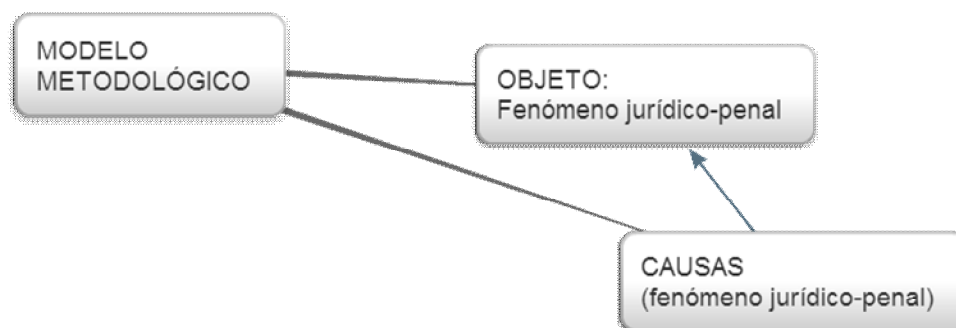 MODELO
METODOLÓGICO
OBJETO:
Fenómeno jurídico-penal
CAUSAS
(fenómeno jurídico-penal)